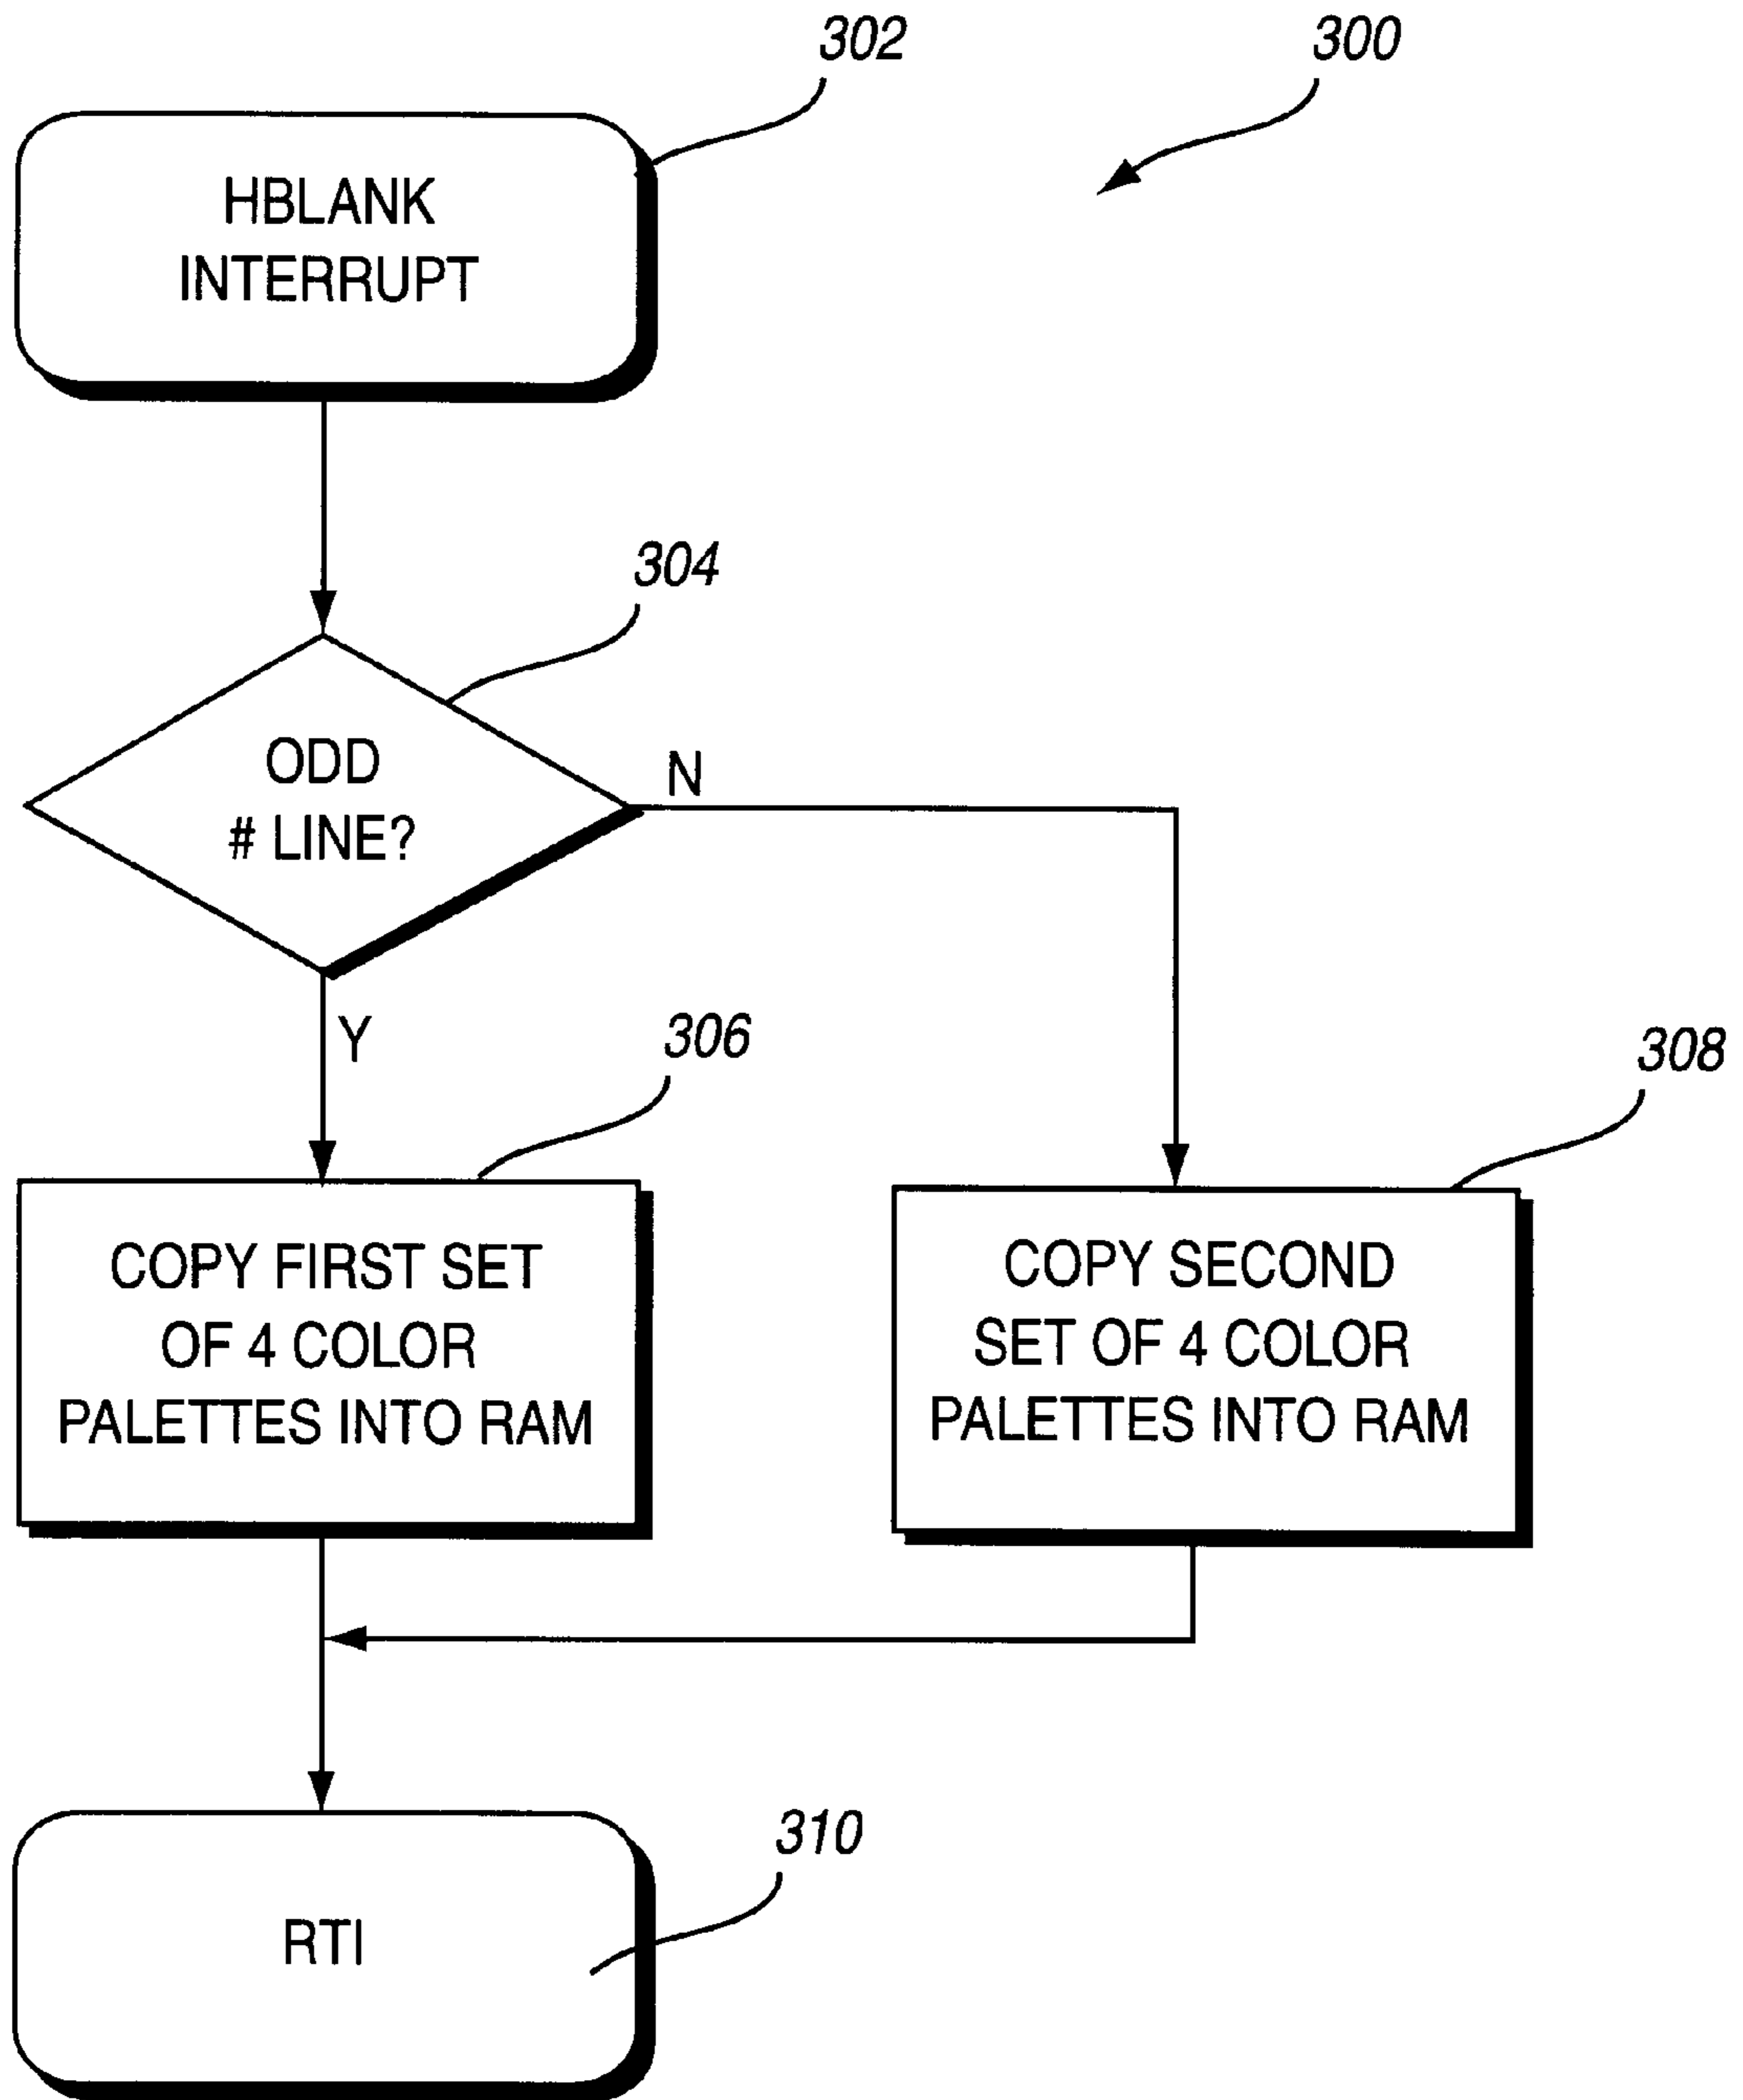 302
300
HBLANK
INTERRUPT
304
ODD
# LINE?
N
Y
306
308
COPY FIRST SET
OF 4 COLOR
PALETTES INTO RAM
COPY SECOND
SET OF 4 COLOR
PALETTES INTO RAM
310
RTI